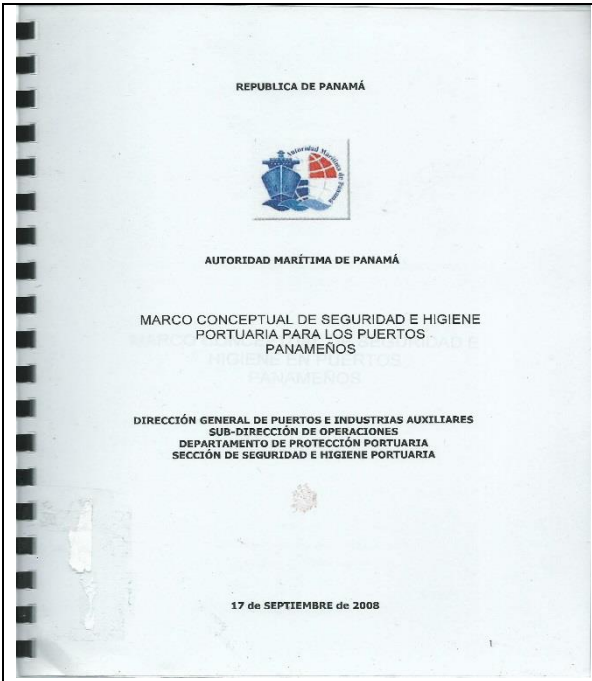 REPUBLICA DE PANAMÁ
Autoridad Marítima de Panamá
AUTORIDAD MARÍTIMA DE PANAMÁ
MARCO CONCEPTUAL DE SEGURIDAD E HIGIENE
PORTUARIA PARA LOS PUERTOS
PANAMEÑOS
DIRECCIÓN GENERAL DE PUERTOS E INDUSTRIAS AUXILIARES
SUB-DIRECCIÓN DE OPERACIONES
DEPARTAMENTO DE PROTECCIÓN PORTUARIA
SECCIÓN DE SEGURIDAD E HIGIENE PORTUARIA
17 de SEPTIEMBRE de 2008